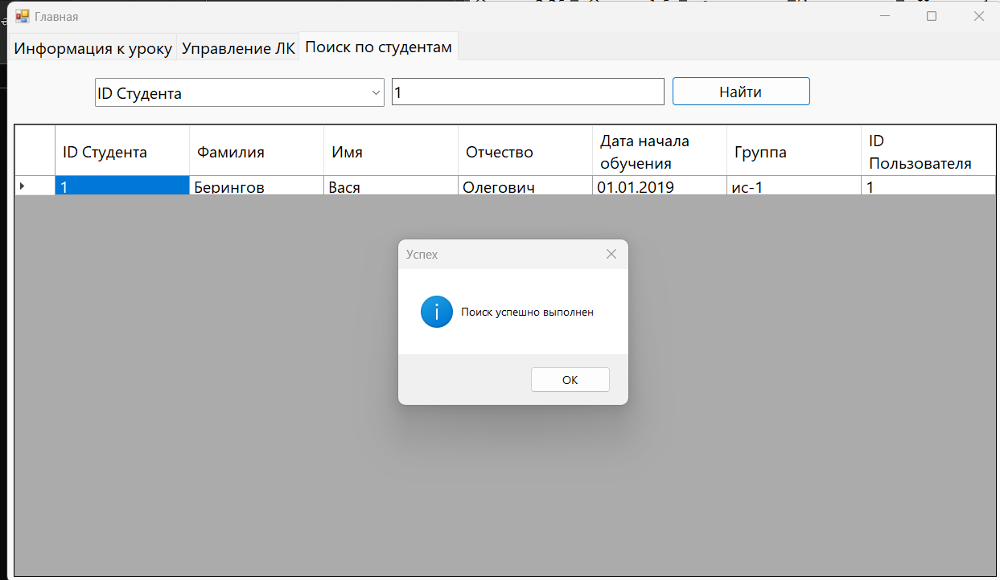 Главная
Информация к уроку Управление ЛК Поиск по студентам
ID Студента 1 Найти
ID Студента Фамилия Имя Отчество Дата начала обучения Группа ID Пользователя
1 Берингов Вася Олегович 01.01.2019 ис-1 1
Успех
Поиск успешно выполнен
ОК